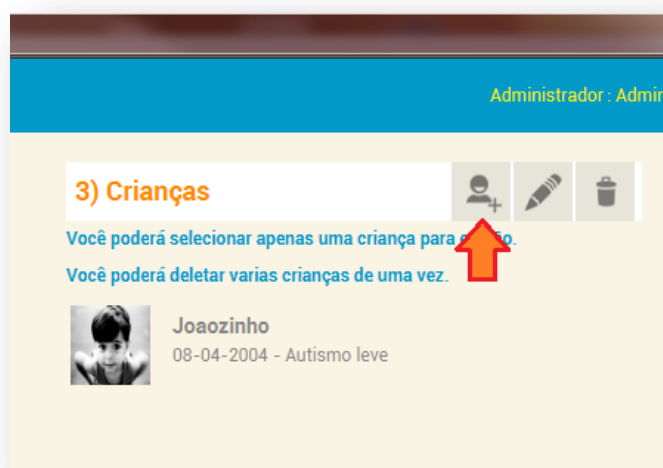 Administrador : Admin
3) Crianças
Você poderá selecionar apenas uma criança para
Você poderá deletar varias crianças de uma vez.
Joaozinho
08-04-2004 - Autismo leve